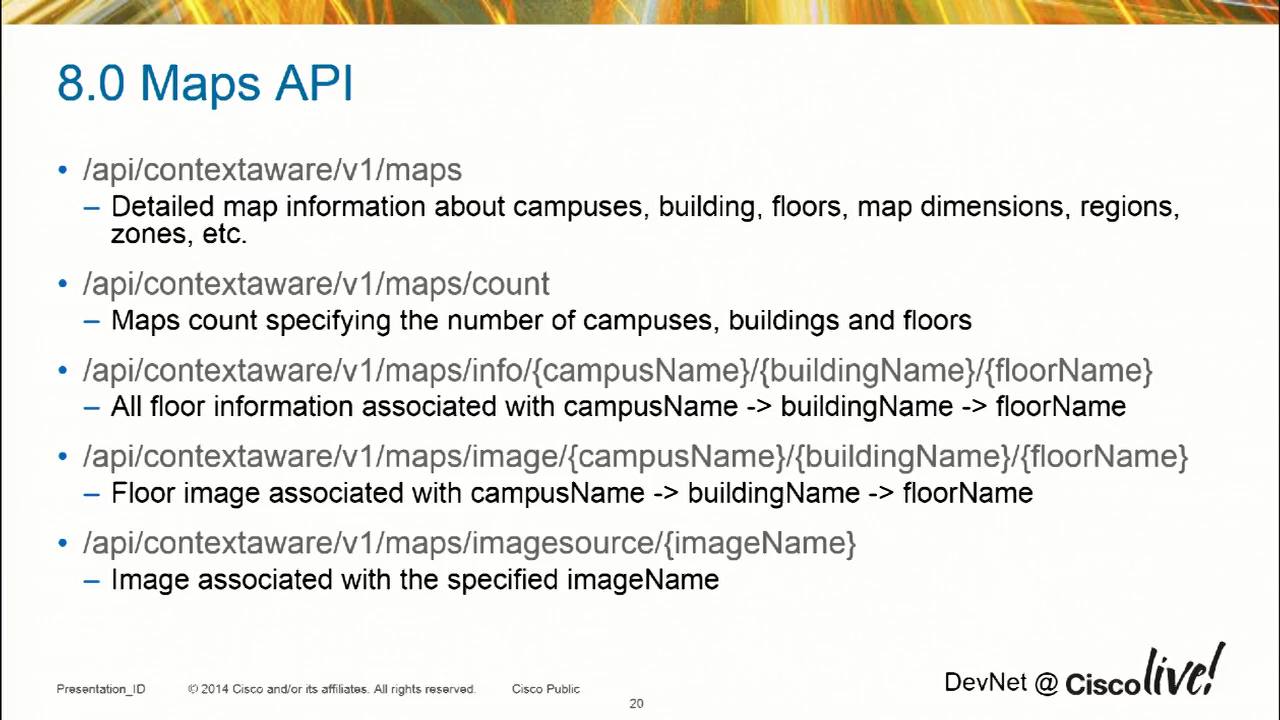 8.0 Maps API
• /api/contextaware/v1/maps
– Detailed map information about campuses, building, floors, map dimensions, regions,
zones, etc.
• /api/contextaware/v1/maps/count
– Maps count specifying the number of campuses, buildings and floors
• /api/contextaware/v1/maps/info/{campusName}/{buildingName}/{floorName}
– All floor information associated with campusName -> buildingName -> floorName
• /api/contextaware/v1/maps/image/{campusName}/{buildingName}/{floorName}
– Floor image associated with campusName -> buildingName -> floorName
• /api/contextaware/v1/maps/imagesource/{imageName}
– Image associated with the specified imageName
Presentation_ID © 2014 Cisco and/or its affiliates. All rights reserved. Cisco Public
20
DevNet @ Cisco live!